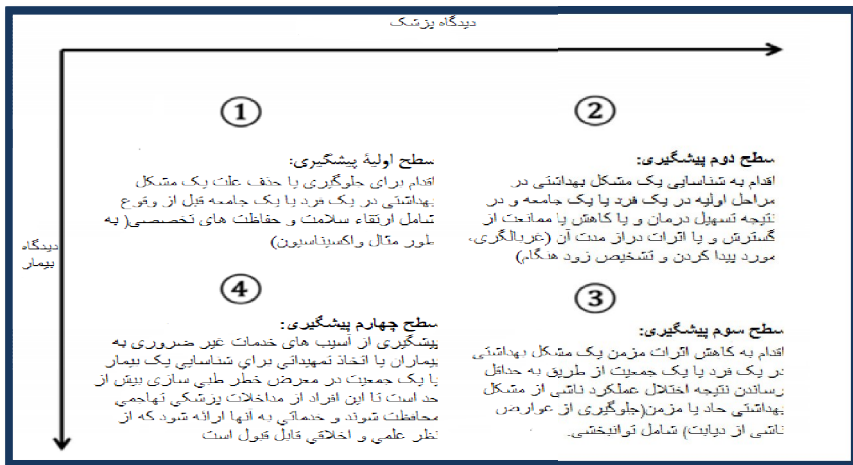 دیدگاه پزشک
①
سطح اولیهٔ پیشگیری:
اقدام برای جلوگیری یا حذف علت یک مشکل
بهداشتی در یک فرد یا یک جامعه قبل از وقوع
شامل ارتقاء سلامت و حفاظت های تخصصی( به
طور مثال واکسیناسیون)
②
سطح دوم پیشگیری:
اقدام به شناسایی یک مشکل بهداشتی در
مراحل اولیه در یک فرد یا یک جامعه و در
نتیجه تسهیل درمان و یا کاهش یا ممانعت از
گسترش و یا اثرات دراز مدت آن (غربالگری،
مورد پیدا کردن و تشخیص زود هنگام)
دیدگاه
بیمار
④
سطح چهارم پیشگیری:
پیشگیری از آسیب های خدمات غیر ضروری به
بیماران یا اتخاذ تمهیداتی برای شناسایی یک بیمار
یا یک جمعیت در معرض خطر طبی سازی بیش از
حد است تا این افراد از مداخلات پزشکي تهاجمي
محافظت شوند و خدماتي به آنها ارائه شود که از
نظر علمي و اخلاقي قابل قبول است
③
سطح سوم پیشگیری:
اقدام به کاهش اثرات مزمن یک مشکل بهداشتی
در یک فرد یا یک جمعیت از طریق به حداقل
رساندن نتیجه اختلال عملکرد ناشی از مشکل
بهداشتی حاد یا مزمن(جلوگیری از عوارض
ناشی از دیابت) شامل توانبخشی.